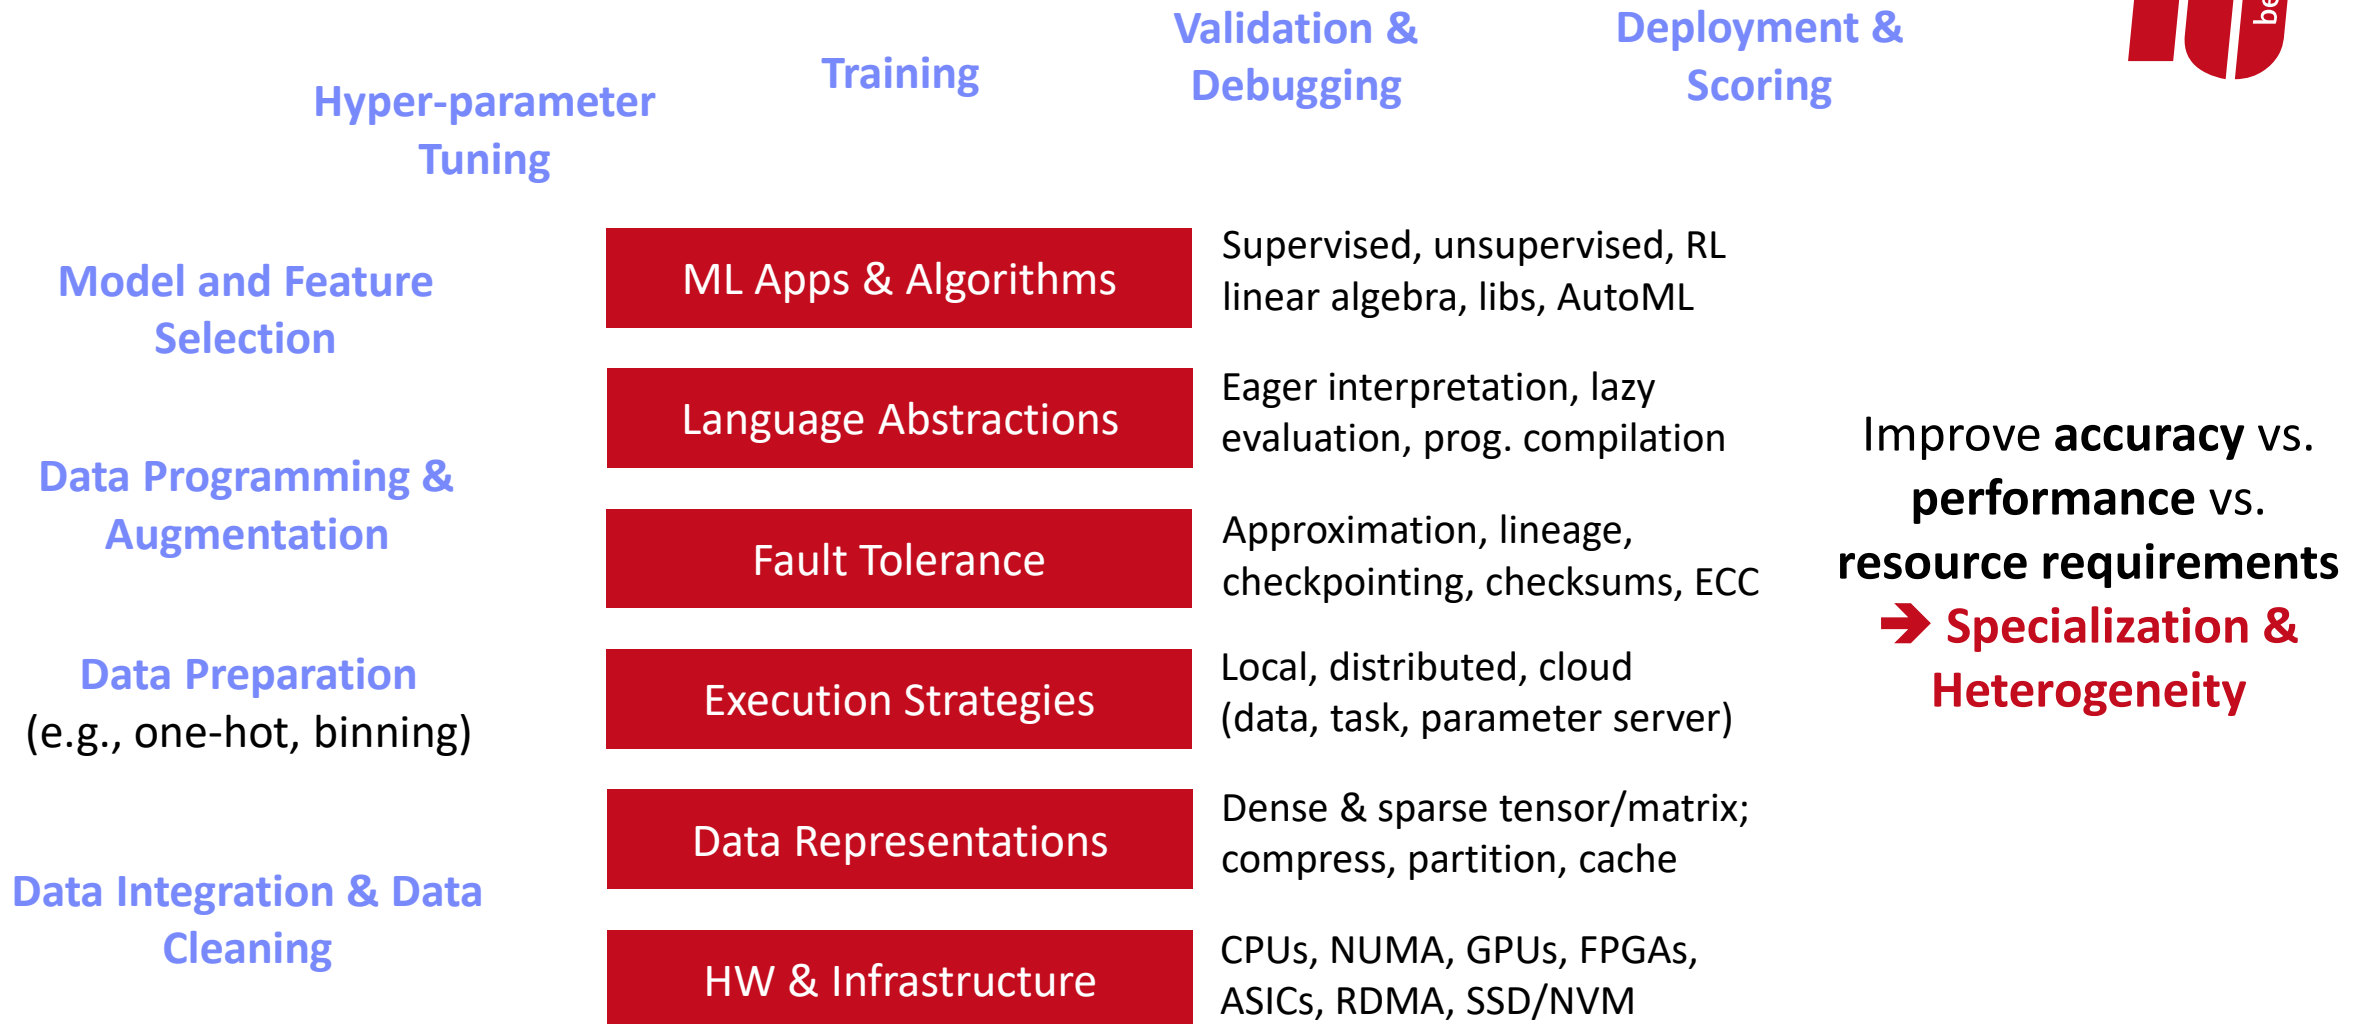 Validation &
Debugging
Deployment &
Scoring
Training
Hyper-parameter
Tuning
Model and Feature
Selection
Data Programming &
Augmentation
Data Preparation
(e.g., one-hot, binning)
Data Integration & Data
Cleaning
ML Apps & Algorithms
Supervised, unsupervised, RL
linear algebra, libs, AutoML
Language Abstractions
Eager interpretation, lazy
evaluation, prog. compilation
Fault Tolerance
Approximation, lineage,
checkpointing, checksums, ECC
Execution Strategies
Local, distributed, cloud
(data, task, parameter server)
Data Representations
Dense & sparse tensor/matrix;
compress, partition, cache
HW & Infrastructure
CPUs, NUMA, GPUs, FPGAs,
ASICs, RDMA, SSD/NVM
Improve accuracy vs.
performance vs.
resource requirements
➔ Specialization &
Heterogeneity